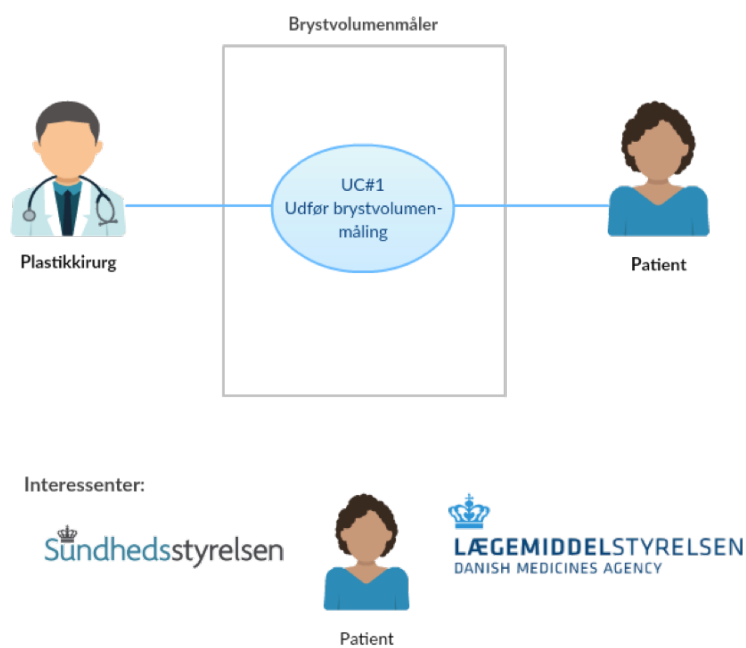 Brystvolumenmåler
UC#1
Udfør brystvolumen-
måling
Plastikkirurg
Patient
Interessenter:
Sundhedsstyrelsen
LÆGEMIDDELSTYRELSEN
DANISH MEDICINES AGENCY
Patient